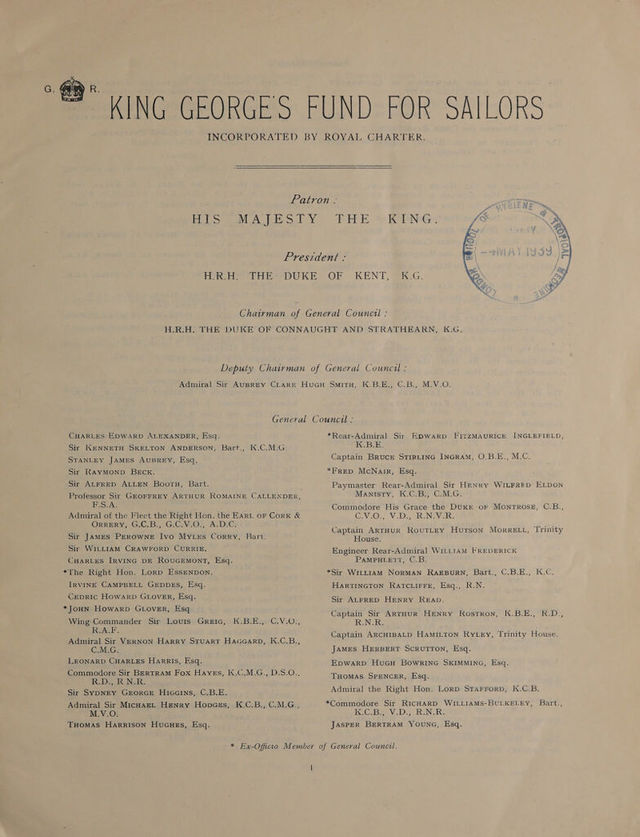 G. R.
KING GEORGE'S FUND FOR SAILORS
INCORPORATED BY ROYAL CHARTER.
Patron :
HIS MAJESTY THE KING.
President :
H.R.H. THE DUKE OF KENT, K.G.
LONDON SCHOOL OF HYGIENE & TROPICAL MEDICINE
MAY 1939
Chairman of General Council :
H.R.H. THE DUKE OF CONNAUGHT AND STRATHEARN, K.G.
Deputy Chairman of General Council :
Admiral Sir AUBREY CLARE HUGH SMITH, K.B.E., C.B., M.V.O.
General Council :
CHARLES EDWARD ALEXANDER, Esq.
Sir KENNETH SKELTON ANDERSON, Bart., K.C.M.G.
STANLEY JAMES AUBREY, Esq.
Sir RAYMOND BECK.
Sir ALFRED ALLEN BOOTH, Bart.
Professor Sir GEOFFREY ARTHUR ROMAINE CALLENDER,
F.S.A.
Admiral of the Fleet the Right Hon. the EARL OF CORK &
ORRERY, G.C.B., G.C.V.O., A.D.C.
Sir JAMES PEROWNE IVO MYLES CORRY, Bart.
Sir WILLIAM CRAWFORD CURRIE.
CHARLES IRVING DE ROUGEMONT, Esq.
*The Right Hon. LORD ESSENDON.
IRVINE CAMPBELL GEDDES, Esq.
CEDRIC HOWARD GLOVER, Esq.
*JOHN HOWARD GLOVER, Esq.
Wing Commander Sir LOUIS GREIG, K.B.E., C.V.O.,
R.A.F.
Admiral Sir VERNON HARRY STUART HAGGARD, K.C.B.,
C.M.G.
LEONARD CHARLES HARRIS, Esq.
Commodore Sir BERTRAM FOX HAYES, K.C.M.G., D.S.O.,
R.D., R.N.R.
Sir SYDNEY GEORGE HIGGINS, C.B.E.
Admiral Sir MICHAEL HENRY HODGES, K.C.B., C.M.G.,
M.V.O.
THOMAS HARRISON HUGHES, Esq.
*Rear-Admiral Sir EDWARD FITZMAURICE INGLEFIELD,
K.B.E.
Captain BRUCE STIRLING INGRAM, O.B.E., M.C.
*FRED MCNAIR, Esq.
Paymaster Rear-Admiral Sir HENRY WILFRED ELDON
MANISTY, K.C.B., C.M.G.
Commodore His Grace the DUKE OF MONTROSE, C.B.,
C.V.O., V.D., R.N.V.R.
Captain ARTHUR ROUTLEY HUTSON MORRELL, Trinity
House.
Engineer Rear-Admiral WILLIAM FREDERICK
PAMPHLETT, C.B.
*Sir WILLIAM NORMAN RAEBURN, Bart., C.B.E., K.C.
HARTINGTON RATCLIFFE, Esq., R.N.
Sir ALFRED HENRY READ.
Captain Sir ARTHUR HENRY ROSTRON, K.B.E., R.D.,
R.N.R.
Captain ARCHIBALD HAMILTON RYLEY, Trinity House.
JAMES HERBERT SCRUTTON, Esq.
EDWARD HUGH BOWRING SKIMMING, Esq.
THOMAS SPENCER, Esq.
Admiral the Right Hon. LORD STAFFORD, K.C.B.
*Commodore Sir RICHARD WILLIAMS-BULKELEY, Bart.,
K.C.B., V.D., R.N.R.
JASPER BERTRAM YOUNG, Esq.
* Ex-Officio Member of General Council.
1